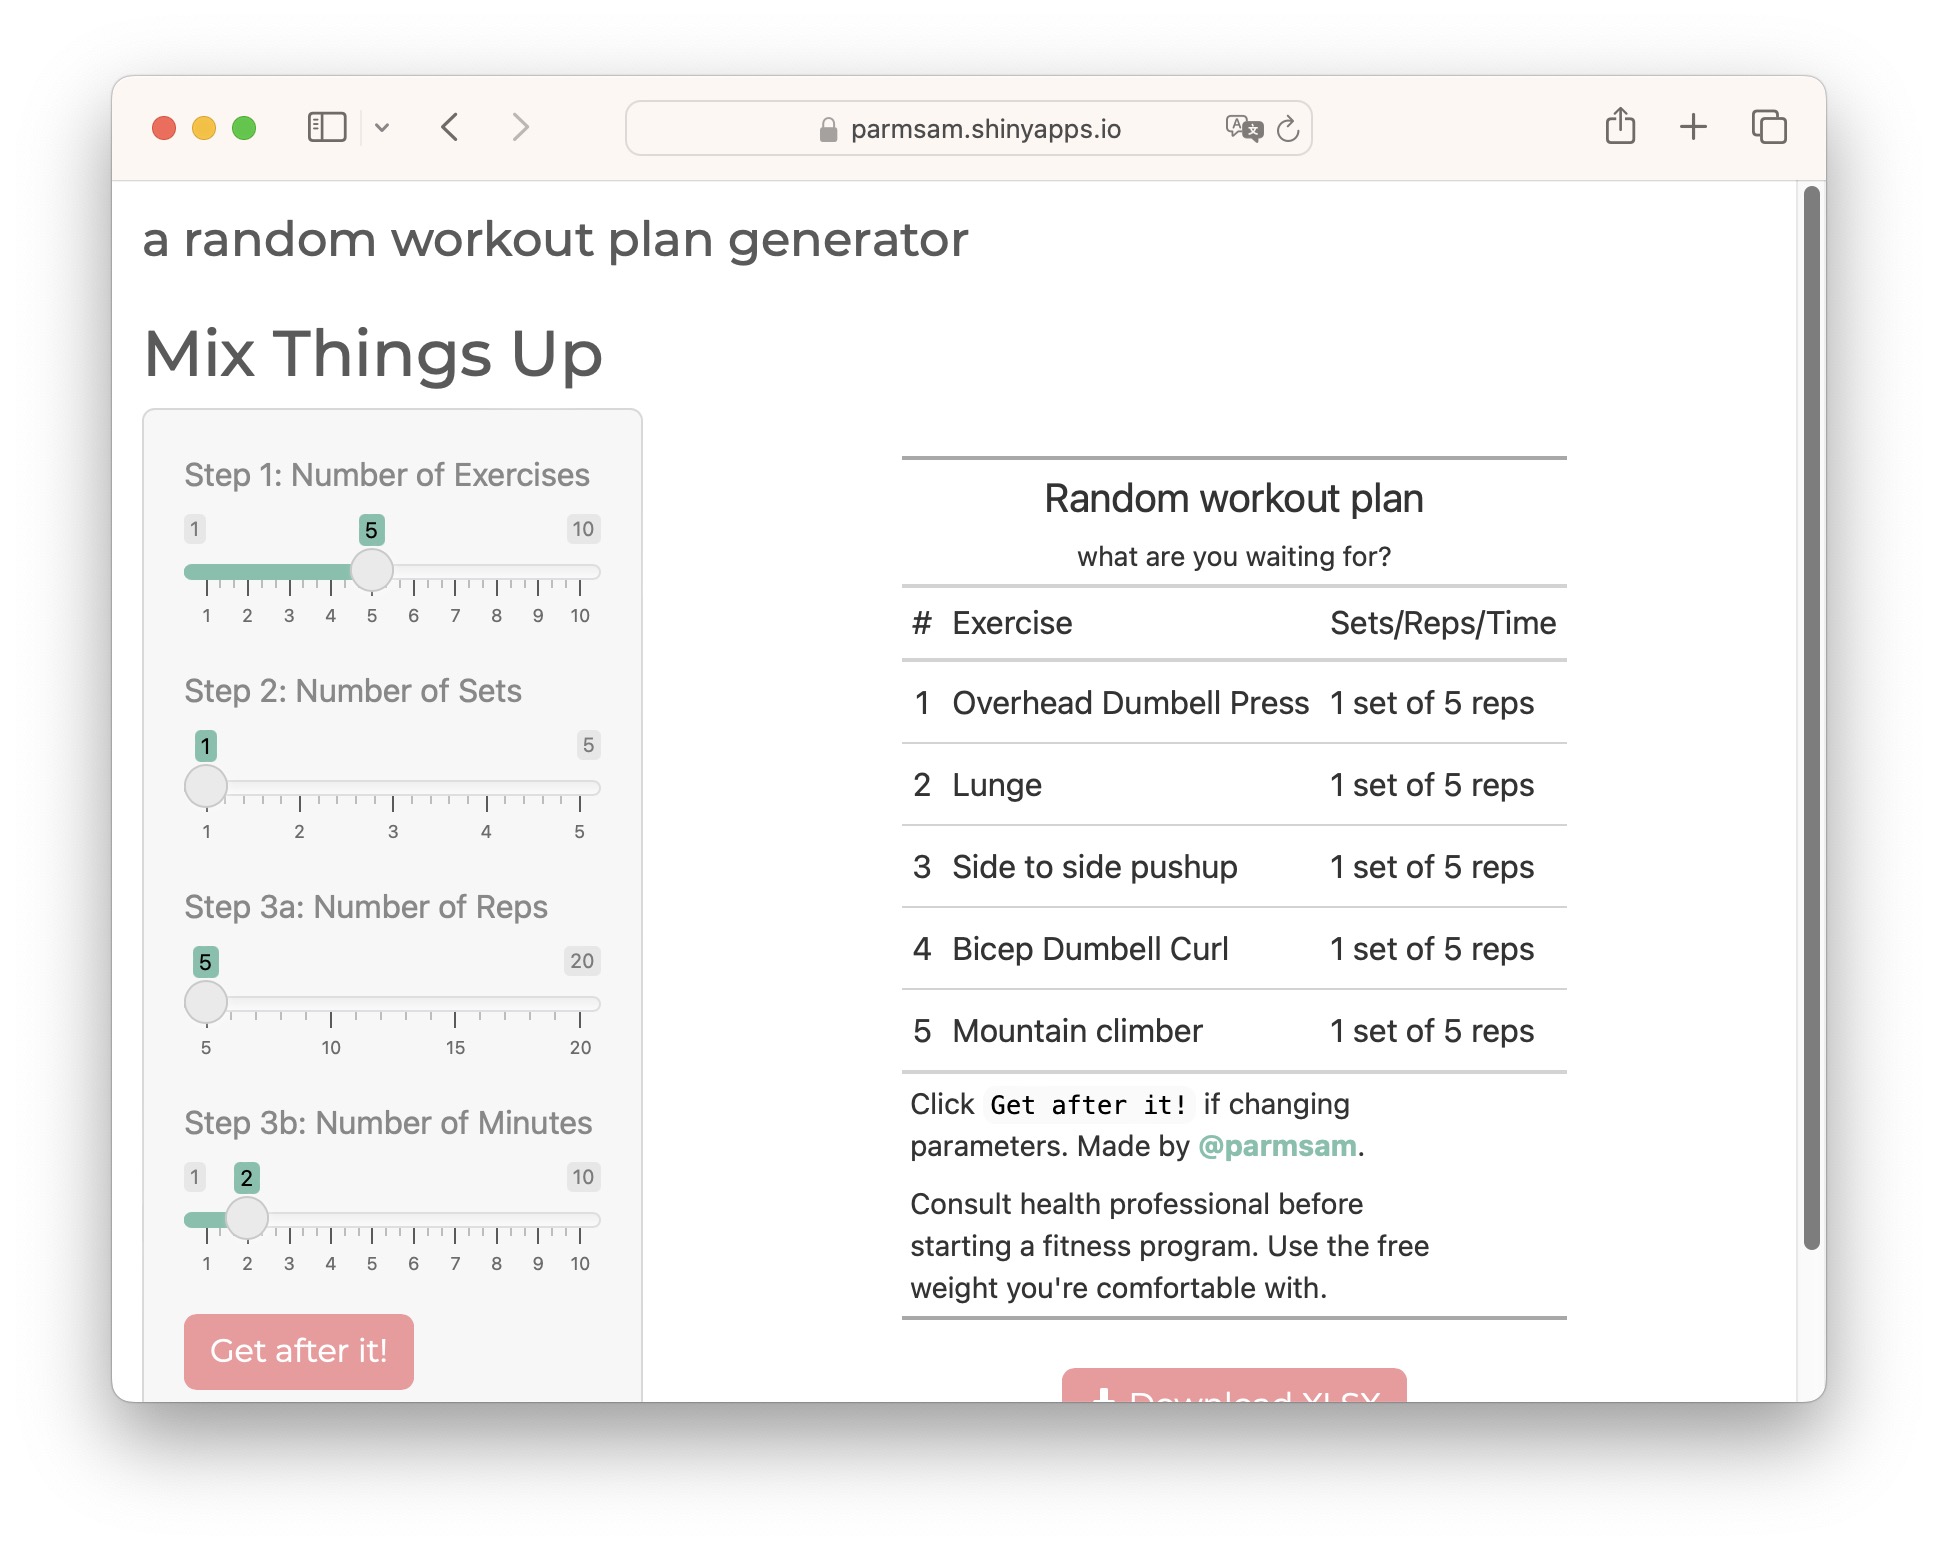 parmsam.shinyapps.io
a random workout plan generator
Mix Things Up
Step 1: Number of Exercises
1 5 10
1 2 3 4 5 6 7 8 9 10
Step 2: Number of Sets
1 5
1 2 3 4 5
Step 3a: Number of Reps
5 20
5 10 15 20
Step 3b: Number of Minutes
1 2 10
1 2 3 4 5 6 7 8 9 10
Get after it!
Random workout plan
what are you waiting for?
# Exercise Sets/Reps/Time
1 Overhead Dumbell Press 1 set of 5 reps
2 Lunge 1 set of 5 reps
3 Side to side pushup 1 set of 5 reps
4 Bicep Dumbell Curl 1 set of 5 reps
5 Mountain climber 1 set of 5 reps
Click Get after it! if changing
parameters. Made by @parmsam.
Consult health professional before
starting a fitness program. Use the free
weight you're comfortable with.
Download XLSX